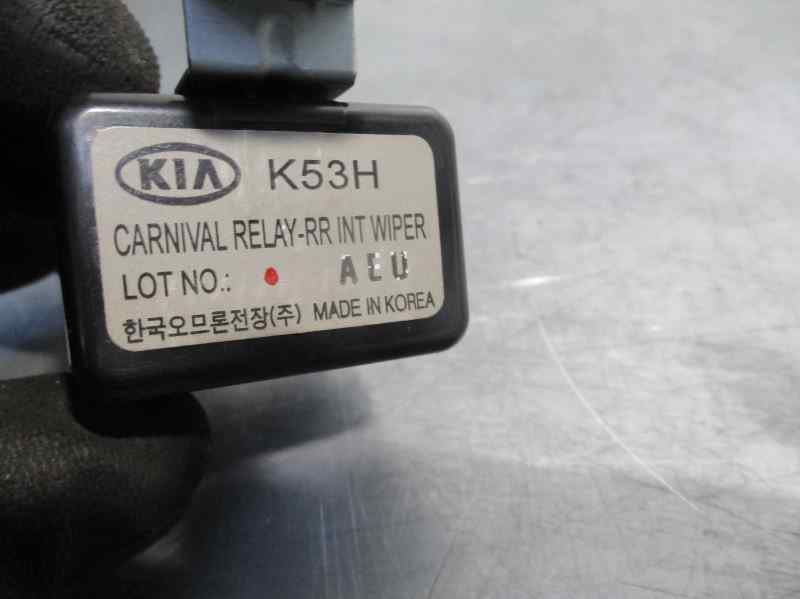 KIA K53H
CARNIVAL RELAY-RR INT WIPER
LOT NO.: AEU
한국오므론전장(주) MADE IN KOREA